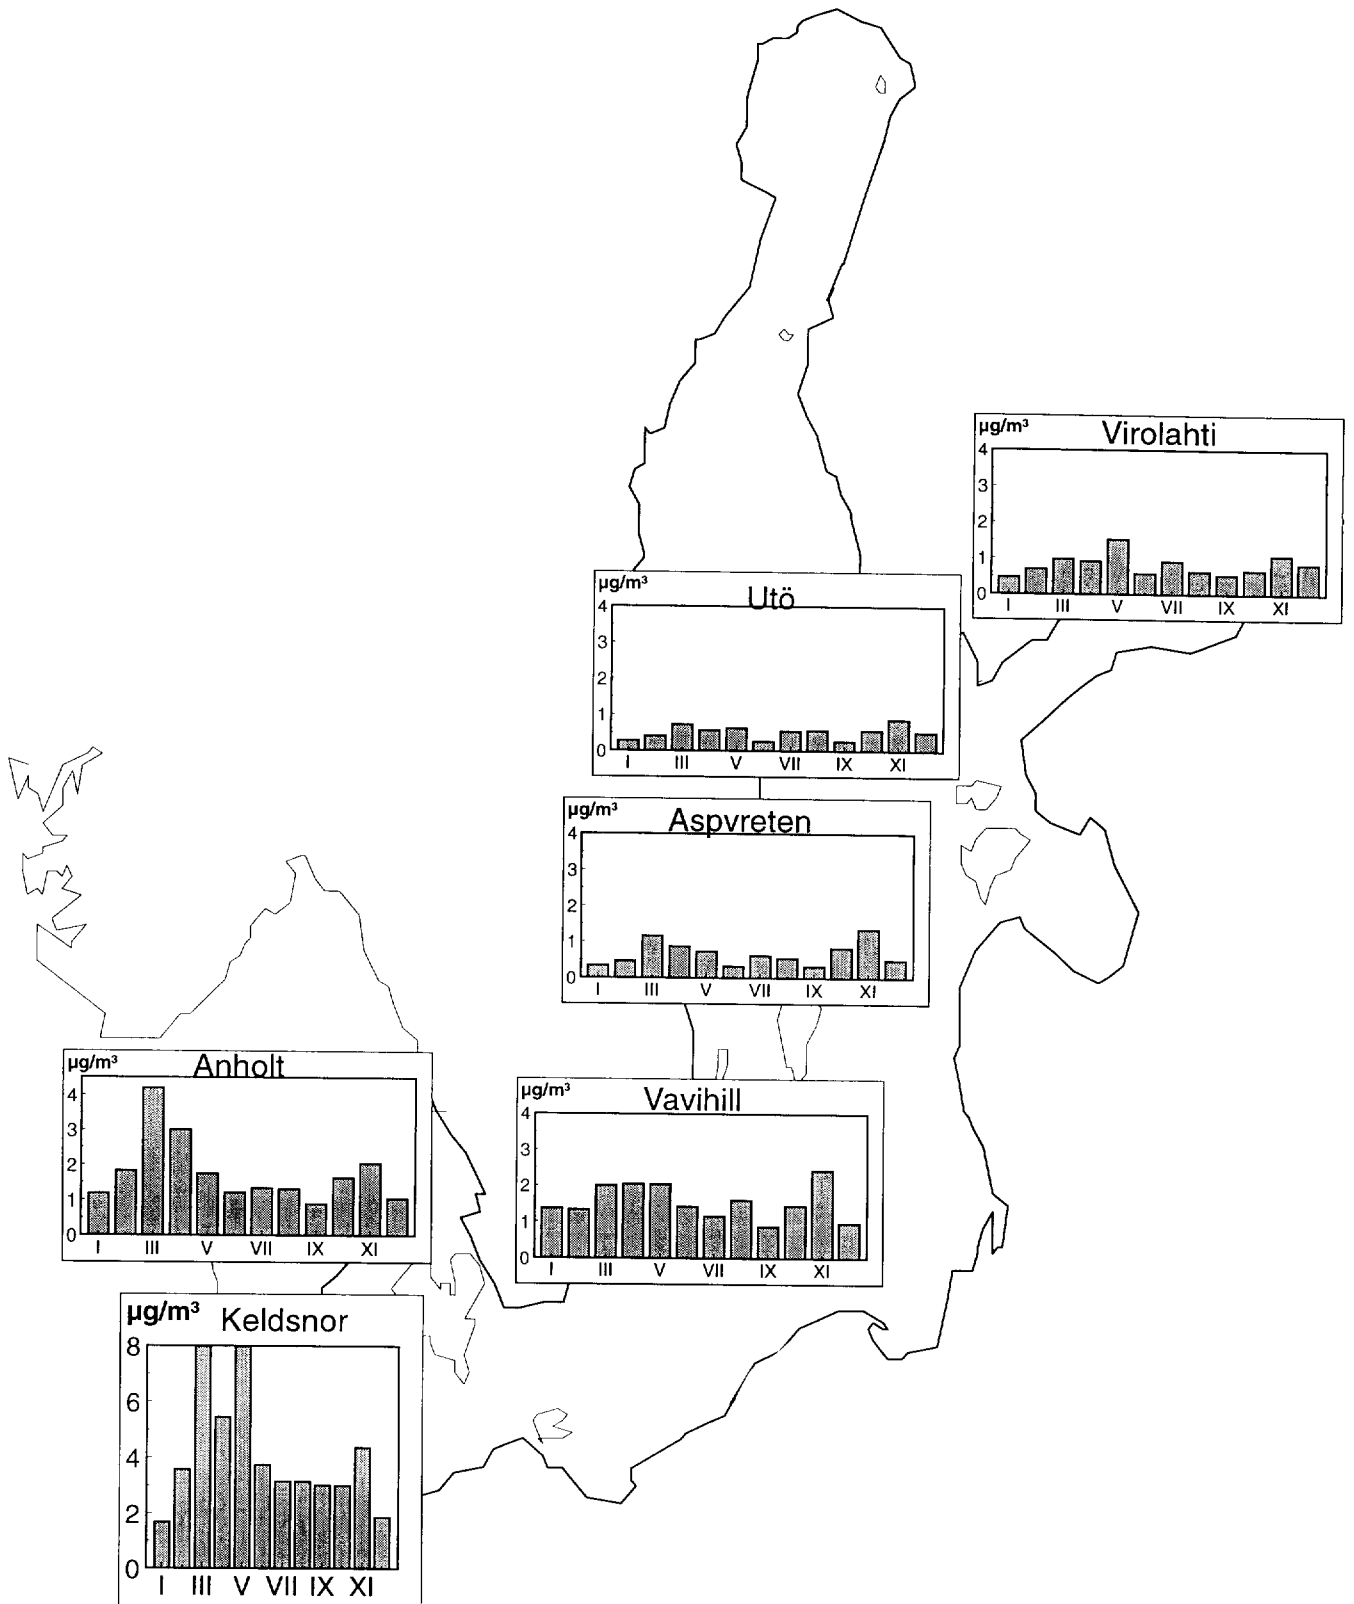 µg/m³ Virolahti
4
3
2
1
0
I III V VII IX XI
µg/m³ Utö
4
3
2
1
0
I III V VII IX XI
µg/m³ Aspvreten
4
3
2
1
0
I III V VII IX XI
µg/m³ Anholt
4
3
2
1
0
I III V VII IX XI
µg/m³ Vavihill
4
3
2
1
0
I III V VII IX XI
µg/m³ Keldsnor
8
6
4
2
0
I III V VII IX XI